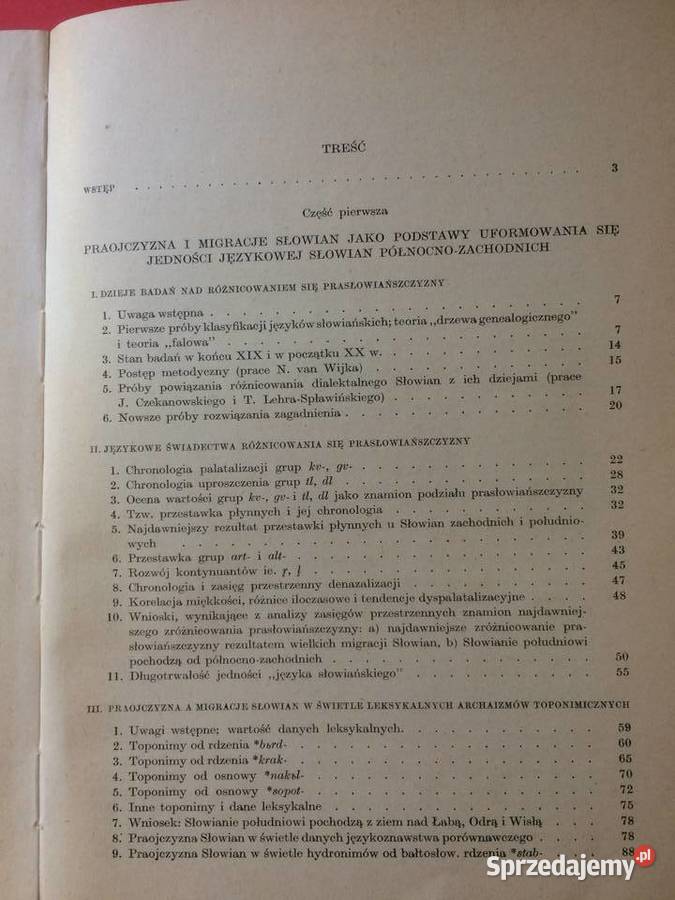 TREŚĆ
WSTĘP . . . . . . . . . . . . . . . . . . . . 3
Część pierwsza
PRAOJCZYZNA I MIGRACJE SŁOWIAN JAKO PODSTAWY UFORMOWANIA SIĘ
JEDNOŚCI JĘZYKOWEJ SŁOWIAN PÓŁNOCNO-ZACHODNICH
I. DZIEJE BADAŃ NAD RÓŻNICOWANIEM SIĘ PRASŁOWIAŃSZCZYZNY
1. Uwaga wstępna . . . . . . . . . . 7
2. Pierwsze próby klasyfikacji języków słowiańskich; teoria „drzewa genealogicznego"
i teoria „falowa" . . . . . . . . . . 7
3. Stan badań w końcu XIX i w początku XX w. . . . . . . . . . . 14
4. Postęp metodyczny (prace N. van Wijka) . . . . . . . . . . 15
5. Próby powiązania różnicowania dialektalnego Słowian z ich dziejami (prace
J. Czekanowskiego i T. Lehra-Spławińskiego) . . . . . . . . . . 17
6. Nowsze próby rozwiązania zagadnienia . . . . . . . . . . 20
II. JĘZYKOWE ŚWIADECTWA RÓŻNICOWANIA SIĘ PRASŁOWIAŃSZCZYZNY
1. Chronologia palatalizacji grup kv-, gv- . . . . . . . . . . 22
2. Chronologia uproszczenia grup tl, dl . . . . . . . . . . 28
3. Ocena wartości grup kv-, gv- i tl, dl jako znamion podziału prasłowiańszczyzny 32
4. Tzw. przestawka płynnych i jej chronologia . . . . . . . . . . 32
5. Najdawniejszy rezultat przestawki płynnych u Słowian zachodnich i południo-
wych . . . . . . . . . . 39
6. Przestawka grup art- i alt- . . . . . . . . . . 43
7. Rozwój kontynuantów ie. r̥, l̥ . . . . . . . . . . 45
8. Chronologia i zasięg przestrzenny denazalizacji . . . . . . . . . . 47
9. Korelacja miękkości, różnice iloczasowe i tendencje dyspalatalizacyjne . . . . 48
10. Wnioski, wynikające z analizy zasięgów przestrzennych znamion najdawniej-
szego zróżnicowania prasłowiańszczyzny: a) najdawniejsze zróżnicowanie pra-
słowiańszczyzny rezultatem wielkich migracji Słowian, b) Słowianie południowi
pochodzą od północno-zachodnich . . . . . . . . . . 50
11. Długotrwałość jedności „języka słowiańskiego" . . . . . . . . . . 55
III. PRAOJCZYZNA A MIGRACJE SŁOWIAN W ŚWIETLE LEKSYKALNYCH ARCHAIZMÓW TOPONIMICZNYCH
1. Uwagi wstępne; wartość danych leksykalnych. . . . . . . . . . . 59
2. Toponimy od rdzenia *bъrd- . . . . . . . . . . 60
3. Toponimy od rdzenia *krak- . . . . . . . . . . 65
4. Toponimy od osnowy *nakъl- . . . . . . . . . . 70
5. Toponimy od osnowy *sopot- . . . . . . . . . . 72
6. Inne toponimy i dane leksykalne . . . . . . . . . . 75
7. Wniosek: Słowianie południowi pochodzą z ziem nad Łabą, Odrą i Wisłą . . 78
8. Praojczyzna Słowian w świetle danych językoznawstwa porównawczego . . . . 78
9. Praojczyzna Słowian w świetle hydronimów od bałtosłow. rdzenia *stab- . . . 88
Sprzedajemy.pl